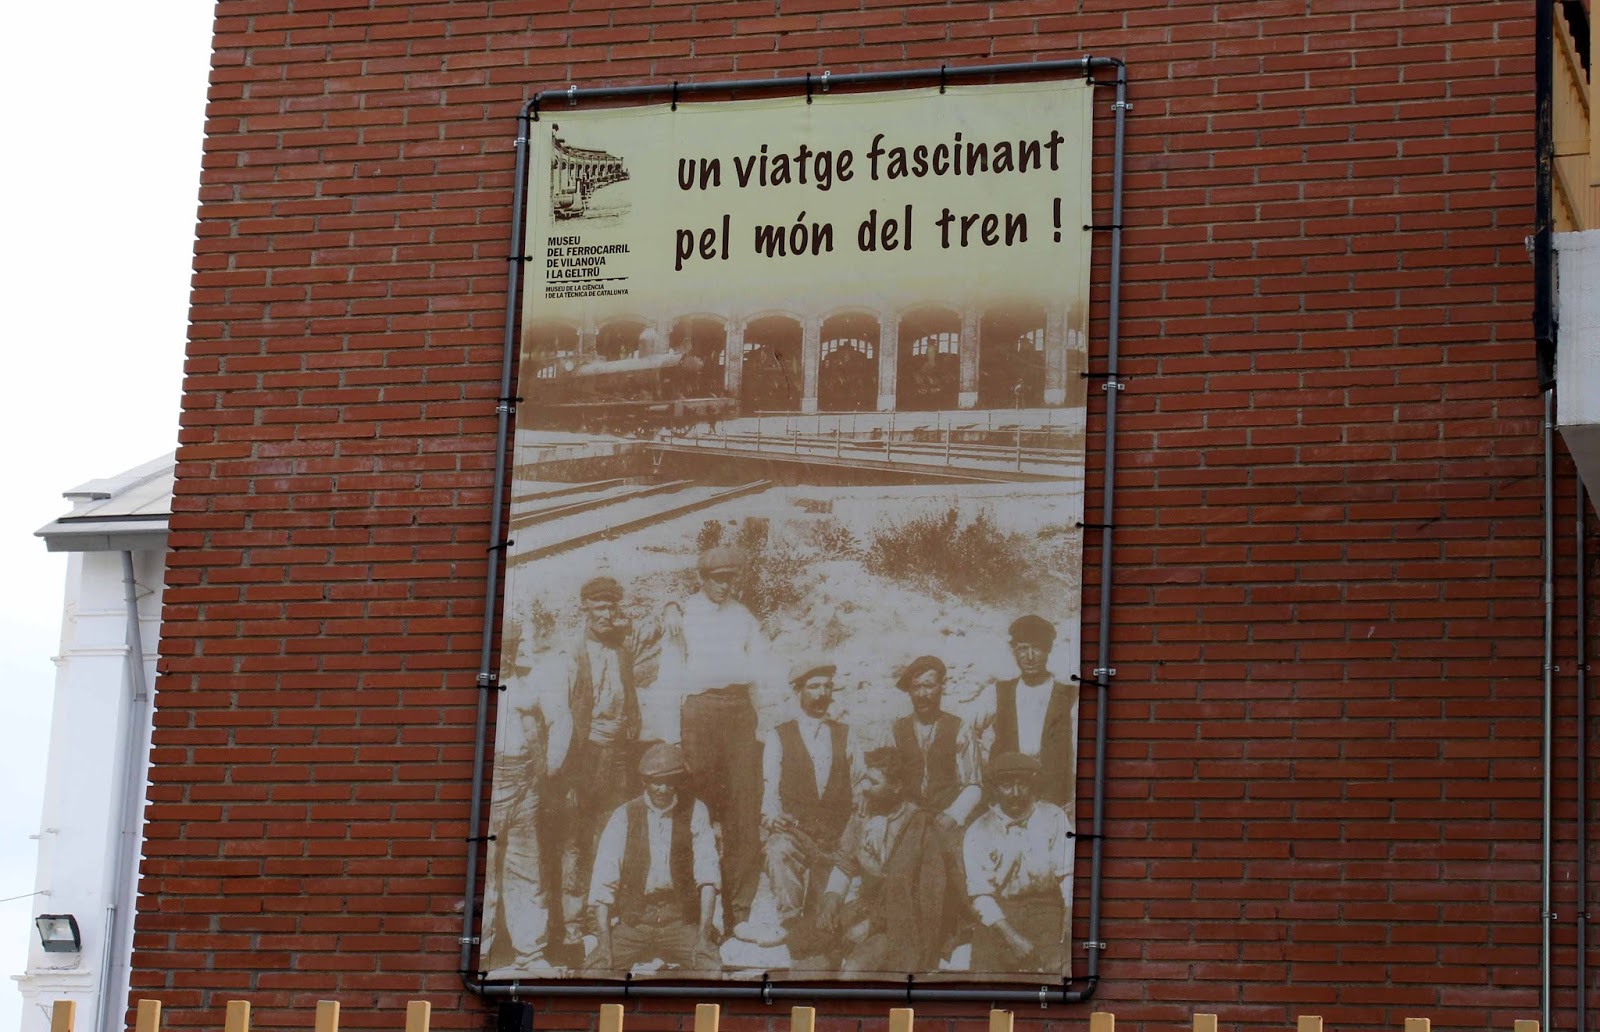 un viatge fascinant
pel món del tren !
MUSEU
DEL FERROCARRIL
DE VILANOVA
I LA GELTRÚ
MUSEU DE LA CIÈNCIA
I DE LA TÈCNICA DE CATALUNYA